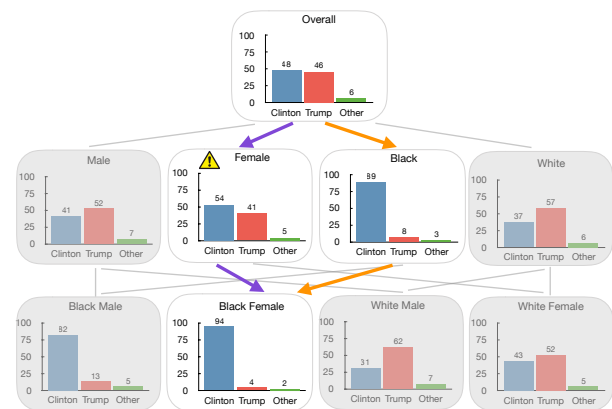 Overall
100
75
50
25
0
48 46 6
Clinton Trump Other
Male
100
75
50
25
0
41 52 7
Clinton Trump Other
Female
100
75
50
25
0
54 41 5
Clinton Trump Other
Black
100
75
50
25
0
89 8 3
Clinton Trump Other
White
100
75
50
25
0
37 57 6
Clinton Trump Other
Black Male
100
75
50
25
0
82 13 5
Clinton Trump Other
Black Female
100
75
50
25
0
94 4 2
Clinton Trump Other
White Male
100
75
50
25
0
31 62 7
Clinton Trump Other
White Female
100
75
50
25
0
43 52 5
Clinton Trump Other